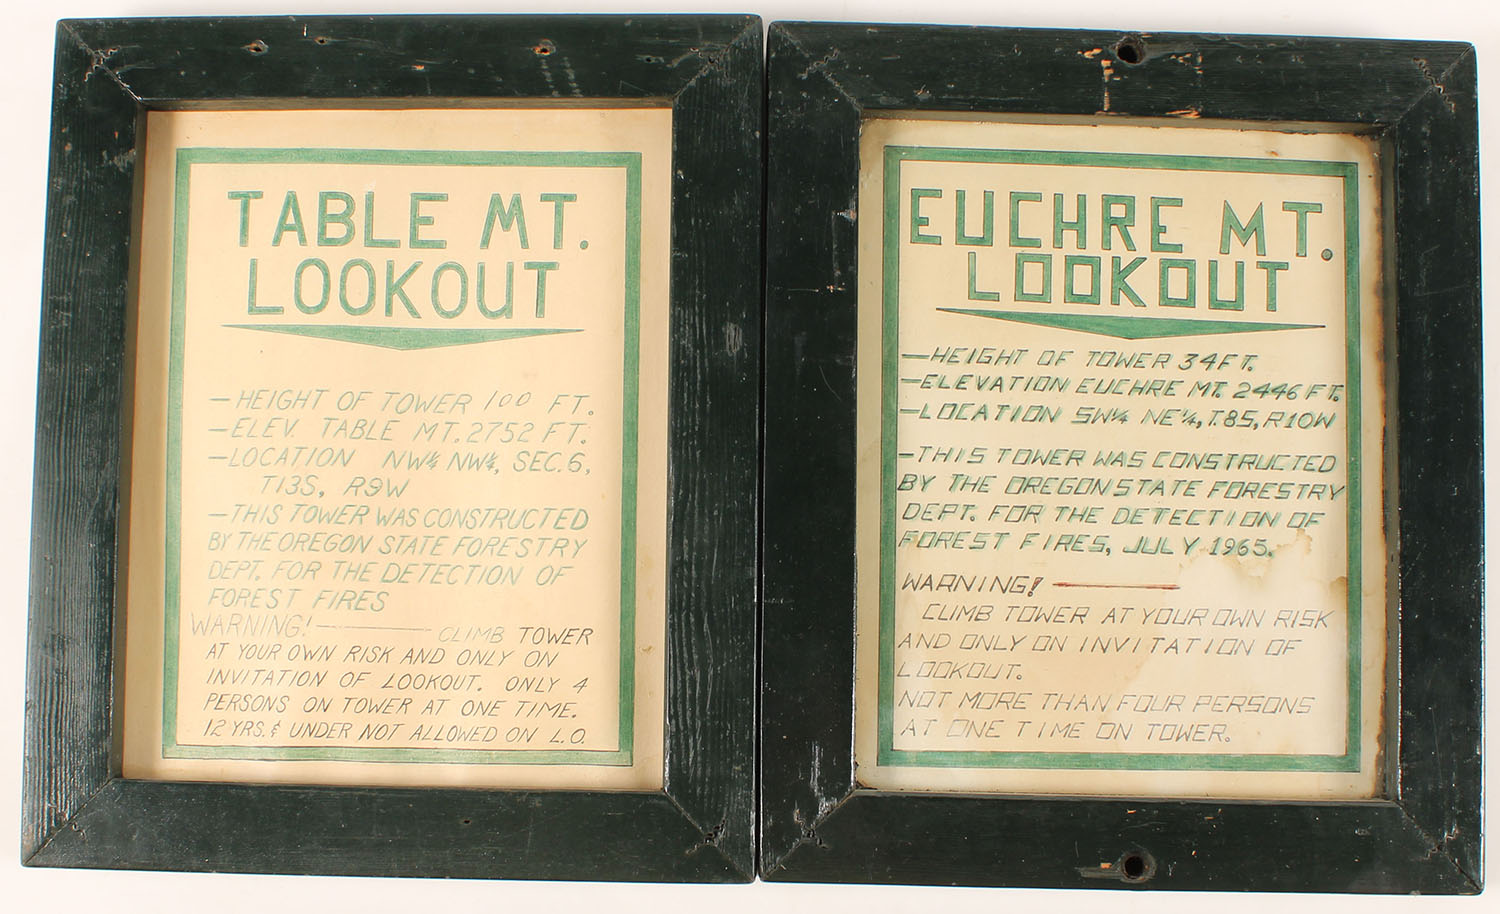 TABLE MT.
LOOKOUT
—HEIGHT OF TOWER 100 FT.
—ELEV. TABLE MT. 2752 FT.
—LOCATION NW¼ NW¼, SEC. 6,
T13S, R9W
—THIS TOWER WAS CONSTRUCTED
BY THE OREGON STATE FORESTRY
DEPT. FOR THE DETECTION OF
FOREST FIRES
WARNING! ——— CLIMB TOWER
AT YOUR OWN RISK AND ONLY ON
INVITATION OF LOOKOUT. ONLY 4
PERSONS ON TOWER AT ONE TIME.
12 YRS. & UNDER NOT ALLOWED ON L.O.
EUCHRE MT.
LOOKOUT
—HEIGHT OF TOWER 34FT.
—ELEVATION EUCHRE MT. 2446 FT.
—LOCATION SW¼ NE¼, T.8S, R10W
—THIS TOWER WAS CONSTRUCTED
BY THE OREGON STATE FORESTRY
DEPT. FOR THE DETECTION OF
FOREST FIRES, JULY 1965.
WARNING! ———
CLIMB TOWER AT YOUR OWN RISK
AND ONLY ON INVITATION OF
LOOKOUT.
NOT MORE THAN FOUR PERSONS
AT ONE TIME ON TOWER.